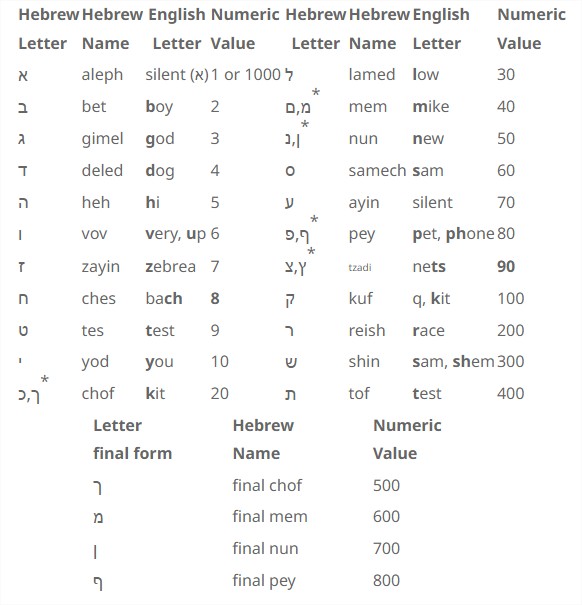 Hebrew Hebrew English Numeric Hebrew Hebrew English Numeric
Letter Name Letter Value Letter Name Letter Value
א aleph silent (א) 1 or 1000 ל lamed low 30
ב bet boy 2 מ,ם* mem mike 40
ג gimel god 3 נ,ן* nun new 50
ד deled dog 4 ס samech sam 60
ה heh hi 5 ע ayin silent 70
ו vov very, up 6 פ,ף* pey pet, phone 80
ז zayin zebrea 7 צ,ץ* tzadi nets 90
ח ches bach 8 ק kuf q, kit 100
ט tes test 9 ר reish race 200
י yod you 10 ש shin sam, shem 300
כ,ך* chof kit 20 ת tof test 400
Letter Hebrew Numeric
final form Name Value
ך final chof 500
מ final mem 600
ן final nun 700
ף final pey 800